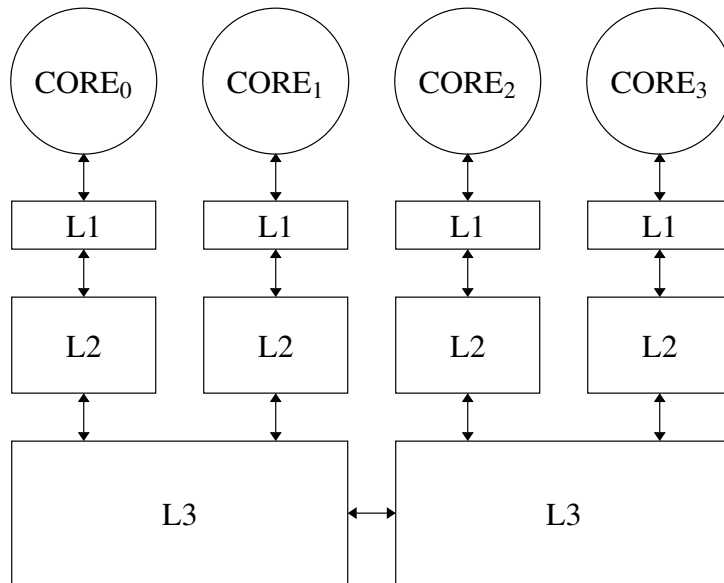 CORE₀ CORE₁ CORE₂ CORE₃
L1 L1 L1 L1
L2 L2 L2 L2
L3 L3